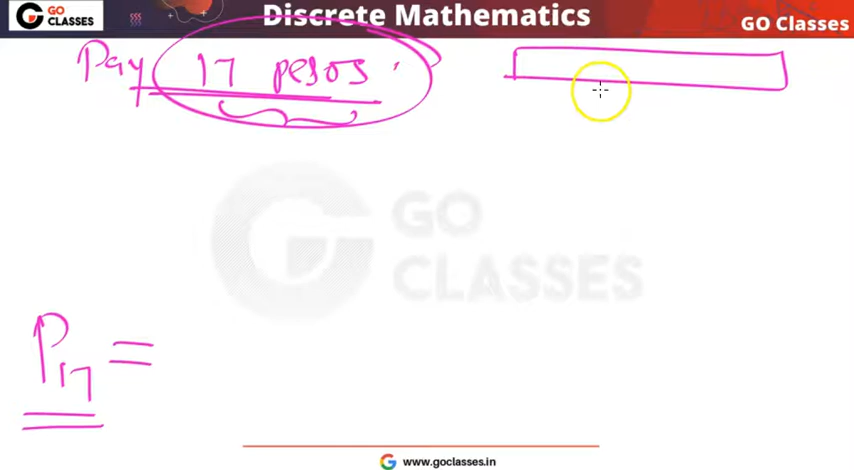 GO
CLASSES
Discrete Mathematics
GO Classes
Pay 17 pesos.
GO
CLASSES
P17 =
www.goclasses.in